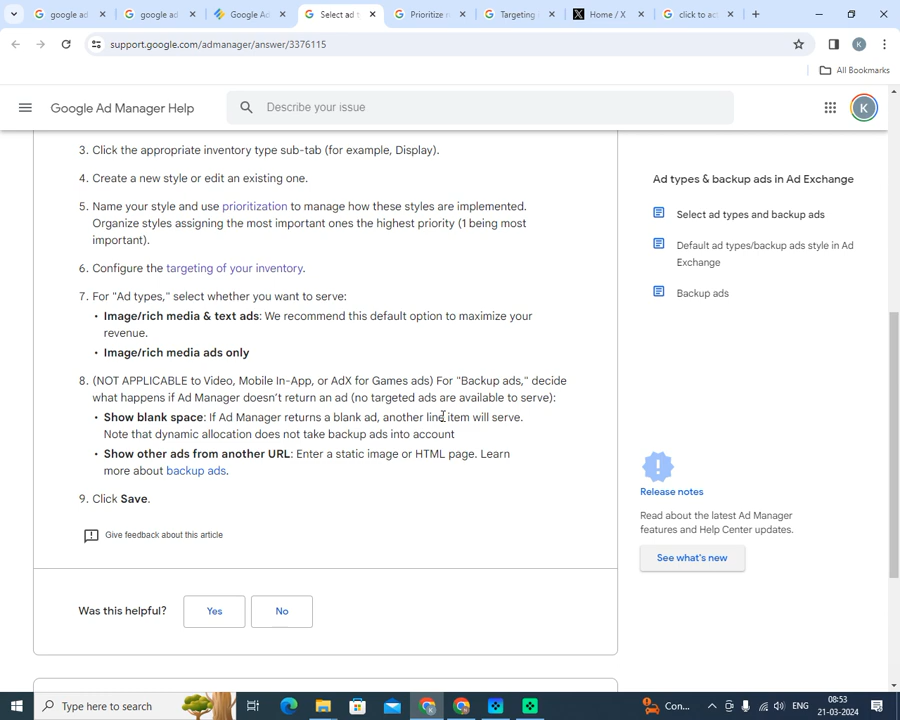 google ad
google ad
Google Ad
Select ad t
Prioritize
Targeting
Home / X
click to ac
support.google.com/admanager/answer/3376115
K
All Bookmarks
Google Ad Manager Help
Describe your issue
K
3. Click the appropriate inventory type sub-tab (for example, Display).
4. Create a new style or edit an existing one.
5. Name your style and use prioritization to manage how these styles are implemented.
Organize styles assigning the most important ones the highest priority (1 being most
important).
6. Configure the targeting of your inventory.
7. For "Ad types," select whether you want to serve:
• Image/rich media & text ads: We recommend this default option to maximize your
revenue.
• Image/rich media ads only
8. (NOT APPLICABLE to Video, Mobile In-App, or AdX for Games ads) For "Backup ads," decide
what happens if Ad Manager doesn't return an ad (no targeted ads are available to serve):
• Show blank space: If Ad Manager returns a blank ad, another line item will serve.
Note that dynamic allocation does not take backup ads into account
• Show other ads from another URL: Enter a static image or HTML page. Learn
more about backup ads.
9. Click Save.
Give feedback about this article
Was this helpful?
Yes
No
Ad types & backup ads in Ad Exchange
Select ad types and backup ads
Default ad types/backup ads style in Ad
Exchange
Backup ads
Release notes
Read about the latest Ad Manager
features and Help Center updates.
See what's new
Type here to search
Con...
ENG
08:53
21-03-2024